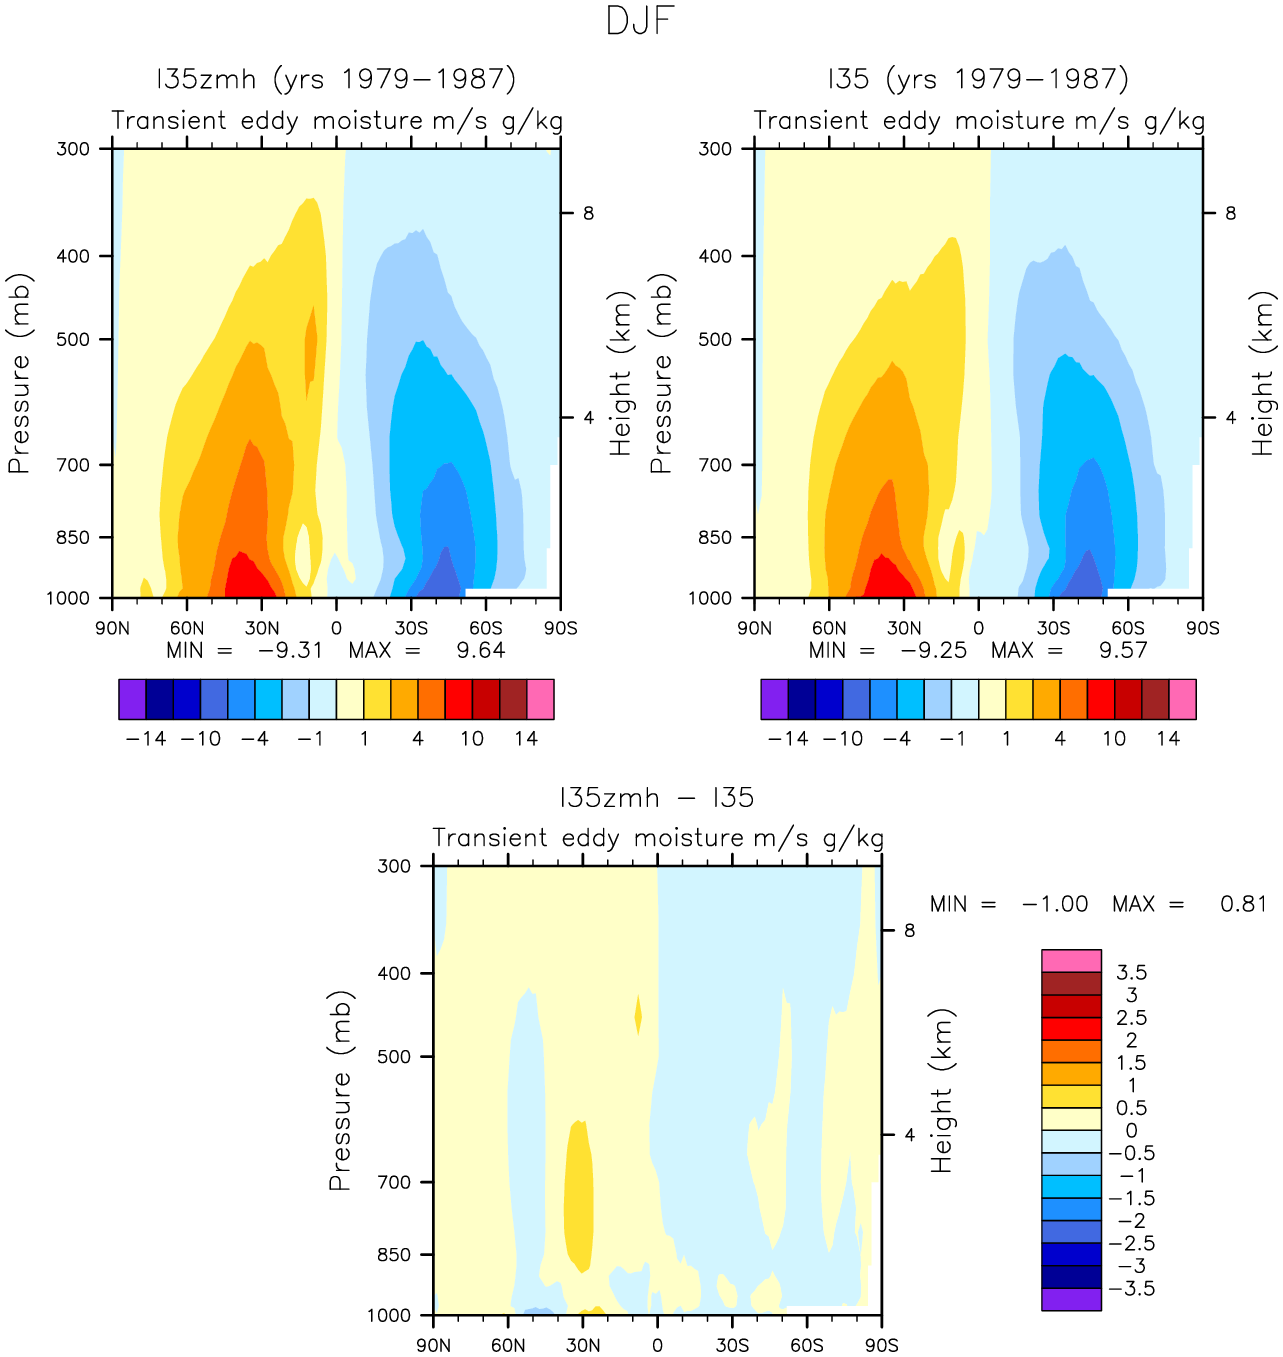 DJF
I35zmh (yrs 1979−1987)
I35 (yrs 1979−1987)
Transient eddy moisture m/s g/kg
Transient eddy moisture m/s g/kg
300
400
500
700
850
1000
Pressure (mb)
8
4
Height (km)
90N 60N 30N 0 30S 60S 90S
MIN = −9.31 MAX = 9.64
−14 −10 −4 −1 1 4 10 14
300
400
500
700
850
1000
Pressure (mb)
8
4
Height (km)
90N 60N 30N 0 30S 60S 90S
MIN = −9.25 MAX = 9.57
−14 −10 −4 −1 1 4 10 14
I35zmh − I35
Transient eddy moisture m/s g/kg
300
400
500
700
850
1000
Pressure (mb)
8
4
Height (km)
90N 60N 30N 0 30S 60S 90S
MIN = −1.00 MAX = 0.81
3.5
3
2.5
2
1.5
1
0.5
0
−0.5
−1
−1.5
−2
−2.5
−3
−3.5